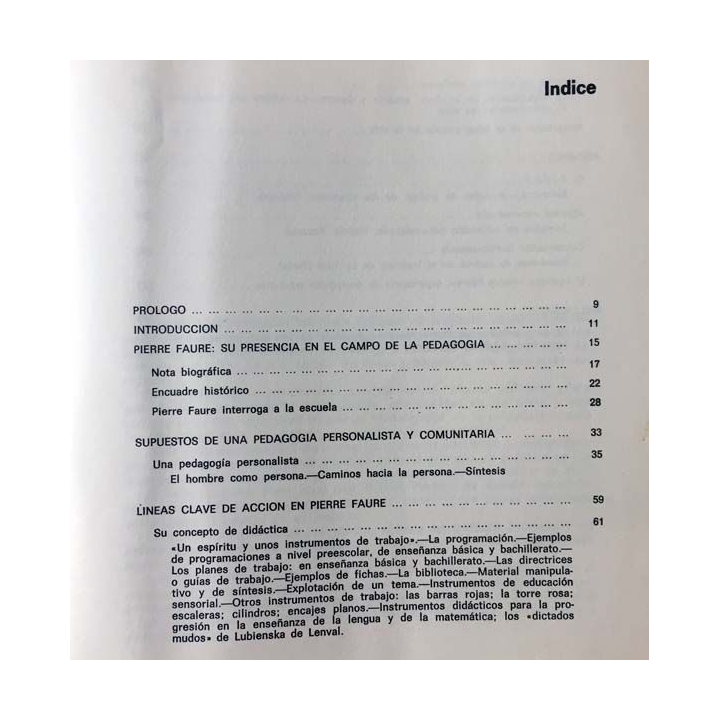 Indice
PROLOGO ... ... ... ... ... .. ... ... ... ... ... ... ... ... ... ... ... ... ... ... ... ... 9
INTRODUCCION ... ... ... ... ... ... ... ... ... ... ... ... ... ... ... ... ... ... ... ... 11
PIERRE FAURE: SU PRESENCIA EN EL CAMPO DE LA PEDAGOGIA ... ... ... ... ... 15
Nota biográfica ... ... ... ... ... ... ... ... ... ... ... ... ... ... ... ... ... ... ... ... 17
Encuadre histórico ... ... ... ... ... ... ... ... ... ... ... ... ... ... ... ... ... ... ... 22
Pierre Faure interroga a la escuela ... ... ... ... ... ... ... ... ... ... ... ... ... 28
SUPUESTOS DE UNA PEDAGOGIA PERSONALISTA Y COMUNITARIA ... ... ... ... 33
Una pedagogía personalista ... ... ... ... ... ... ... ... ... ... ... ... ... ... ... ... 35
El hombre como persona.—Caminos hacia la persona.—Síntesis
LINEAS CLAVE DE ACCION EN PIERRE FAURE ... ... ... ... ... ... ... ... ... ... ... 59
Su concepto de didáctica ... ... ... ... ... ... ... ... ... ... ... ... ... ... ... ... ... 61
«Un espíritu y unos instrumentos de trabajo».—La programación.—Ejemplos
de programaciones a nivel preescolar, de enseñanza básica y bachillerato.—
Los planes de trabajo: en enseñanza básica y bachillerato.—Las directrices
o guías de trabajo.—Ejemplos de fichas.—La biblioteca.—Material manipula-
tivo y de síntesis.—Explotación de un tema.—Instrumentos de educación
sensorial.—Otros instrumentos de trabajo: las barras rojas; la torre rosa;
escaleras; cilindros; encajes planos.—Instrumentos didácticos para la pro-
gresión en la enseñanza de la lengua y de la matemática; los «dictados
mudos» de Lubienska de Lenval.